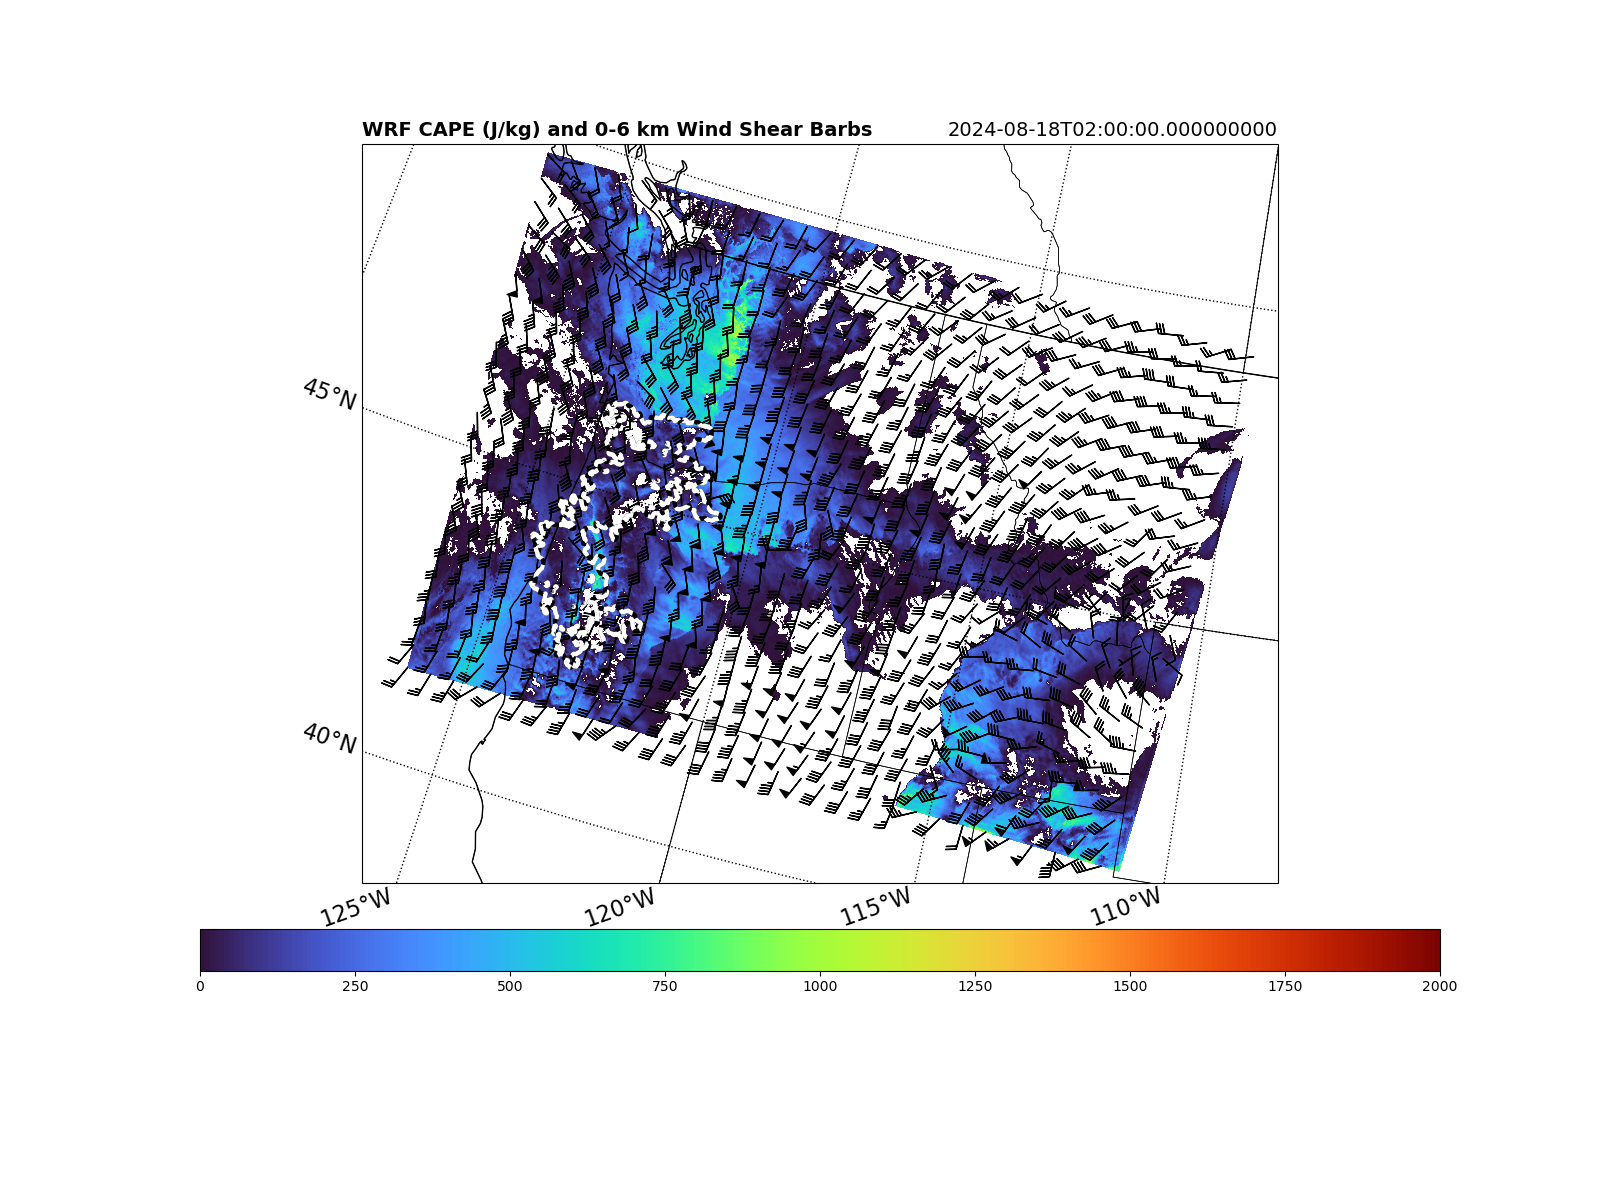 WRF CAPE (J/kg) and 0-6 km Wind Shear Barbs 2024-08-18T02:00:00.000000000
45°N
40°N
125°W 120°W 115°W 110°W
0 250 500 750 1000 1250 1500 1750 2000